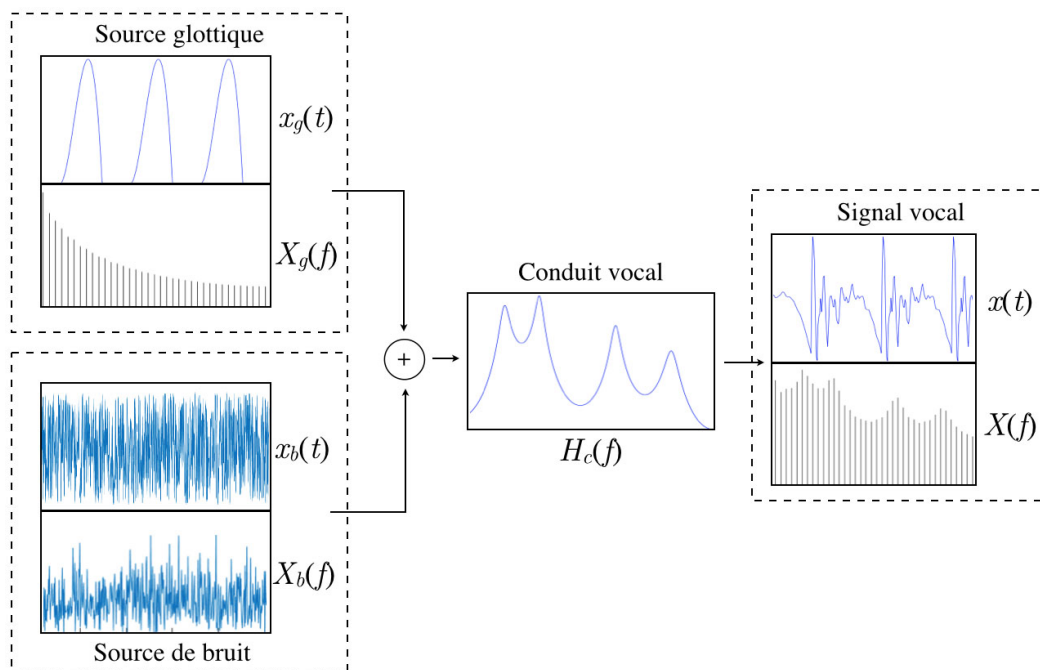 Source glottique
x_g(t)
X_g(f)
x_b(t)
X_b(f)
Source de bruit
+
Conduit vocal
H_c(f)
Signal vocal
x(t)
X(f)